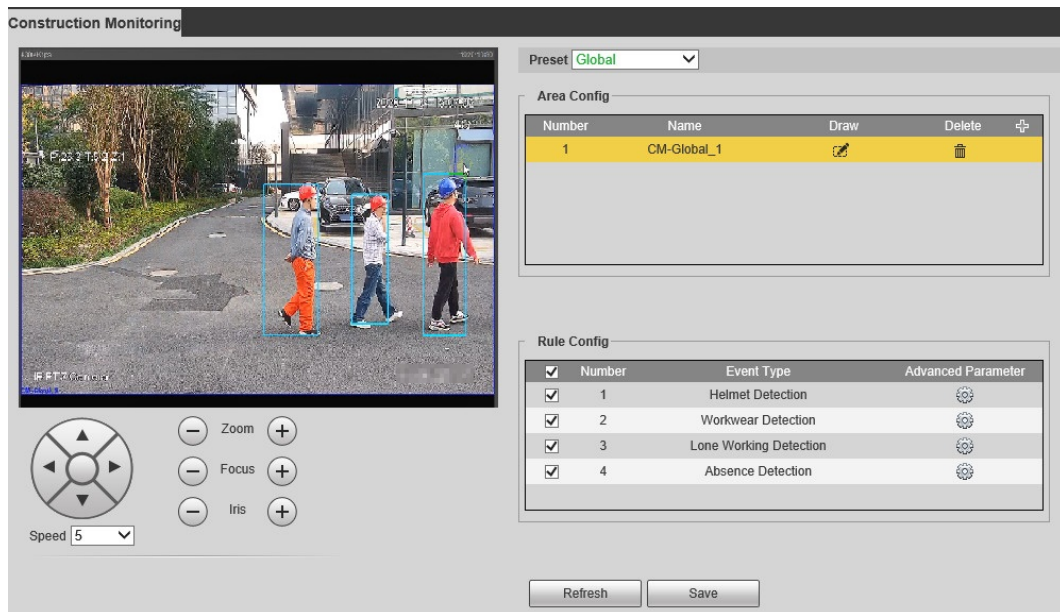 Construction Monitoring
Preset Global
Area Config
Number Name Draw Delete
1 CM-Global_1
Rule Config
Number Event Type Advanced Parameter
1 Helmet Detection
2 Workwear Detection
3 Lone Working Detection
4 Absence Detection
Zoom
Focus
Iris
Speed 5
Refresh Save